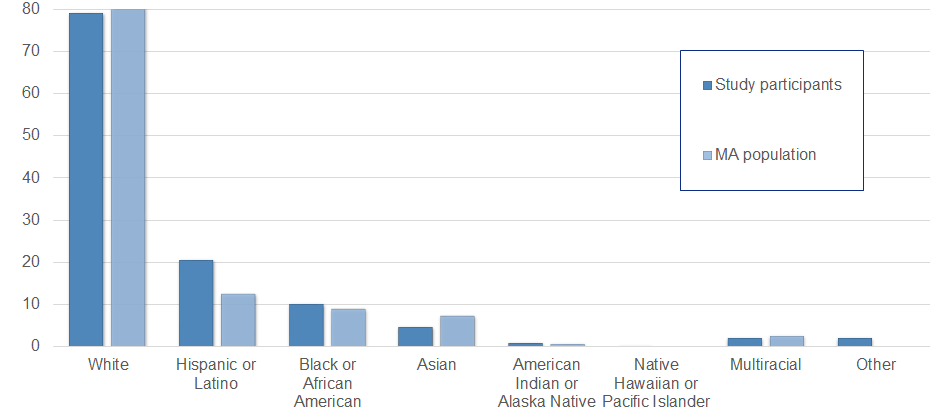 80
70
60
50
40
30
20
10
0
Study participants
MA population
White
Hispanic or
Latino
Black or
African
American
Asian
American
Indian or
Alaska Native
Native
Hawaiian or
Pacific Islander
Multiracial
Other